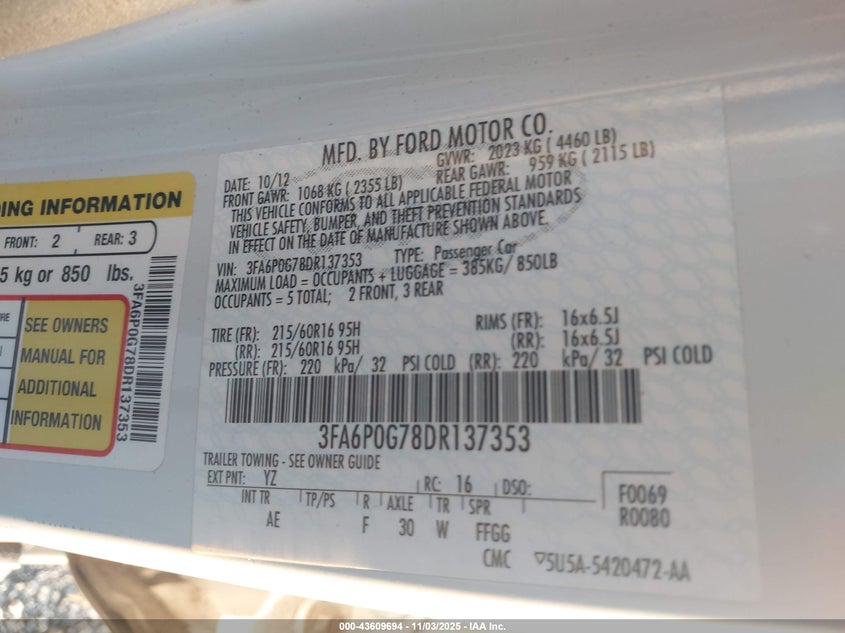 DING INFORMATION
FRONT: 2 REAR: 3
5 kg or 850 lbs.
SEE OWNERS
MANUAL FOR
ADDITIONAL
INFORMATION
3FA6P0G78DR137353
MFD. BY FORD MOTOR CO.
DATE: 10/12 GVWR: 2023 KG ( 4460 LB)
FRONT GAWR: 1068 KG ( 2355 LB) REAR GAWR: 959 KG ( 2115 LB)
THIS VEHICLE CONFORMS TO ALL APPLICABLE FEDERAL MOTOR
VEHICLE SAFETY, BUMPER, AND THEFT PREVENTION STANDARDS
IN EFFECT ON THE DATE OF MANUFACTURE SHOWN ABOVE.
VIN: 3FA6P0G78DR137353 TYPE: Passenger Car
MAXIMUM LOAD = OCCUPANTS + LUGGAGE = 385KG/ 850LB
OCCUPANTS = 5 TOTAL; 2 FRONT, 3 REAR
TIRE (FR): 215/60R16 95H RIMS (FR): 16x6.5J
(RR): 215/60R16 95H (RR): 16x6.5J
PRESSURE (FR): 220 kPa/ 32 PSI COLD (RR): 220 kPa/ 32 PSI COLD
3FA6P0G78DR137353
TRAILER TOWING - SEE OWNER GUIDE
EXT PNT: YZ RC: 16 DSO:
INT TR TP/PS R AXLE TR SPR F0069
AE F 30 W FFGG R0080
CMC 5U5A-5420472-AA
000-43609694 - 11/03/2025 - IAA Inc.